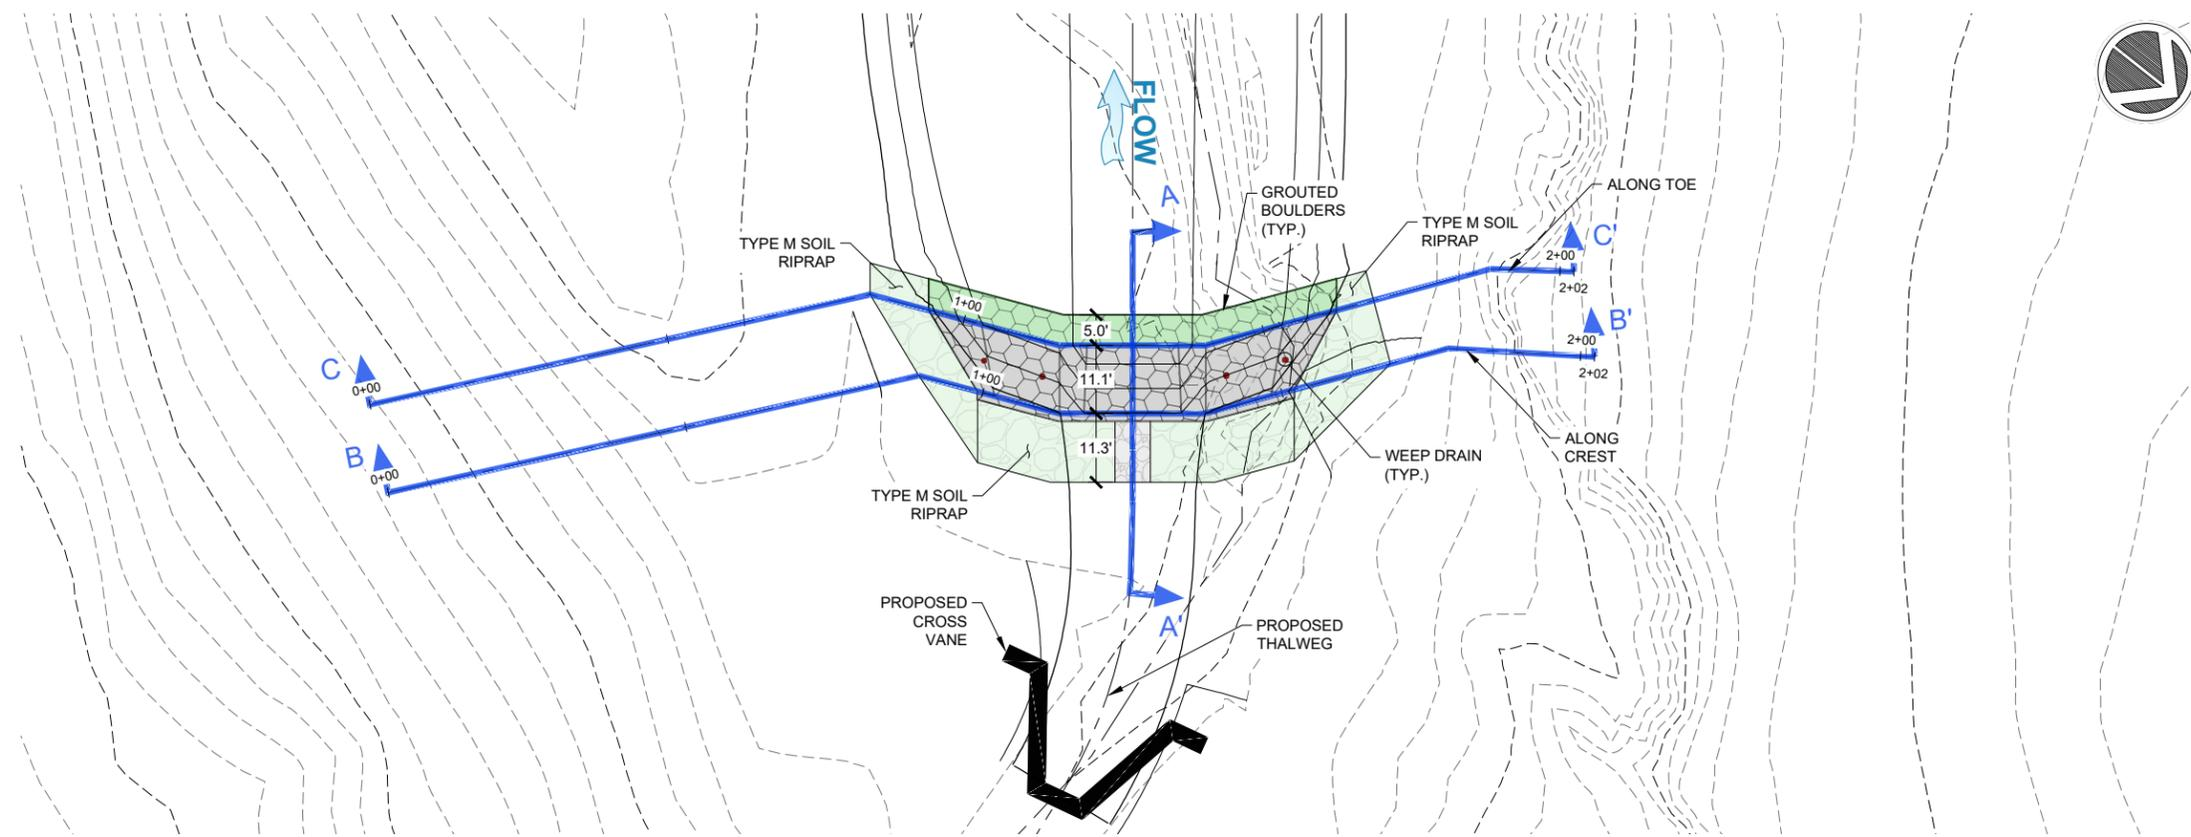 FLOW
A
GROUTED
BOULDERS
(TYP.)
ALONG TOE
TYPE M SOIL
RIPRAP
TYPE M SOIL
RIPRAP
C'
2+00
2+02
1+00
5.0'
B'
2+00
2+02
C
0+00
11.1'
1+00
B
0+00
11.3'
ALONG
CREST
WEEP DRAIN
(TYP.)
TYPE M SOIL
RIPRAP
PROPOSED
CROSS
VANE
A'
PROPOSED
THALWEG